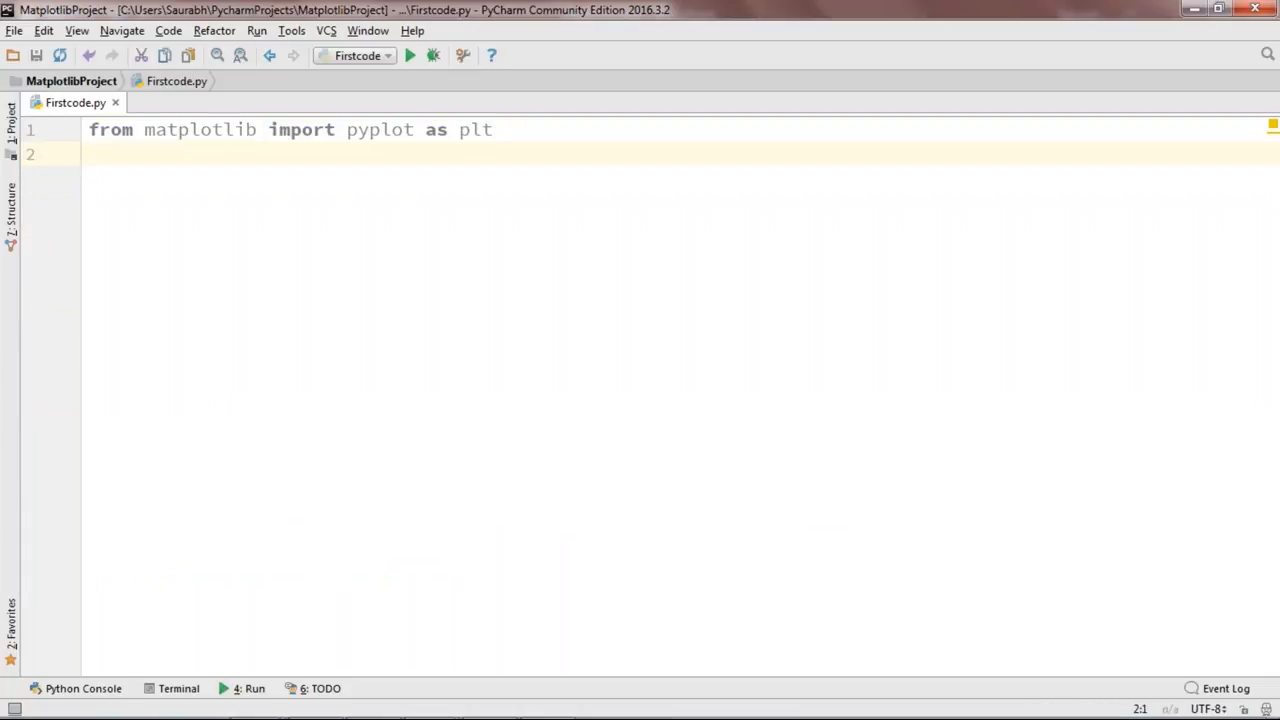 MatplotlibProject - [C:\Users\Saurabh\PycharmProjects\MatplotlibProject] - ...\Firstcode.py - PyCharm Community Edition 2016.3.2
File Edit View Navigate Code Refactor Run Tools VCS Window Help
Firstcode
MatplotlibProject Firstcode.py
Firstcode.py
1: Project
7: Structure
2: Favorites
1 from matplotlib import pyplot as plt
2
Python Console Terminal 4: Run 6: TODO Event Log
2:1 n/a UTF-8